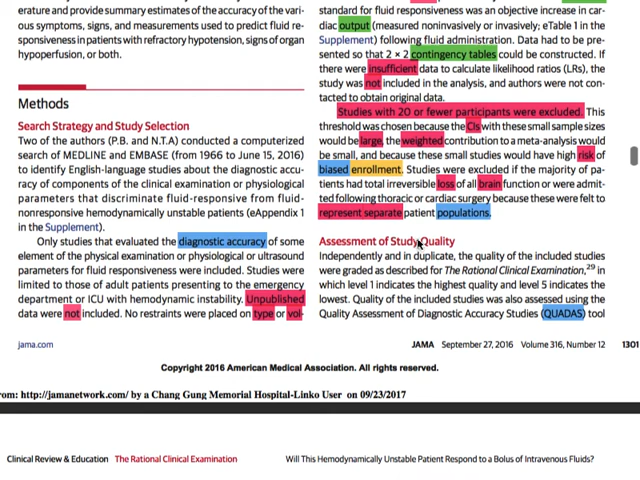 erature and provide summary estimates of the accuracy of the vari-
ous symptoms, signs, and measurements used to predict fluid re-
sponsiveness in patients with refractory hypotension, signs of organ
hypoperfusion, or both.
Methods
Search Strategy and Study Selection
Two of the authors (P.B. and N.T.A) conducted a computerized
search of MEDLINE and EMBASE (from 1966 to June 15, 2016)
to identify English-language studies about the diagnostic accu-
racy of components of the clinical examination or physiological
parameters that discriminate fluid-responsive from fluid-
nonresponsive hemodynamically unstable patients (eAppendix 1
in the Supplement).
Only studies that evaluated the diagnostic accuracy of some
element of the physical examination or physiological or ultrasound
parameters for fluid responsiveness were included. Studies were
limited to those of adult patients presenting to the emergency
department or ICU with hemodynamic instability. Unpublished
data were not included. No restraints were placed on type or vol-
standard for fluid responsiveness was an objective increase in car-
diac output (measured noninvasively or invasively; eTable 1 in the
Supplement) following fluid administration. Data had to be pre-
sented so that 2 × 2 contingency tables could be constructed. If
there were insufficient data to calculate likelihood ratios (LRs), the
study was not included in the analysis, and authors were not con-
tacted to obtain original data.
Studies with 20 or fewer participants were excluded. This
threshold was chosen because the CIs with these small sample sizes
would be large, the weighted contribution to a meta-analysis would
be small, and because these small studies would have high risk of
biased enrollment. Studies were excluded if the majority of pa-
tients had total irreversible loss of all brain function or were admit-
ted following thoracic or cardiac surgery because these were felt to
represent separate patient populations.
Assessment of Study Quality
Independently and in duplicate, the quality of the included studies
were graded as described for The Rational Clinical Examination,29 in
which level 1 indicates the highest quality and level 5 indicates the
lowest. Quality of the included studies was also assessed using the
Quality Assessment of Diagnostic Accuracy Studies (QUADAS) tool
jama.com
JAMA September 27, 2016 Volume 316, Number 12 1301
Copyright 2016 American Medical Association. All rights reserved.
rom: http://jamanetwork.com/ by a Chang Gung Memorial Hospital-Linko User on 09/23/2017
Clinical Review & Education The Rational Clinical Examination
Will This Hemodynamically Unstable Patient Respond to a Bolus of Intravenous Fluids?